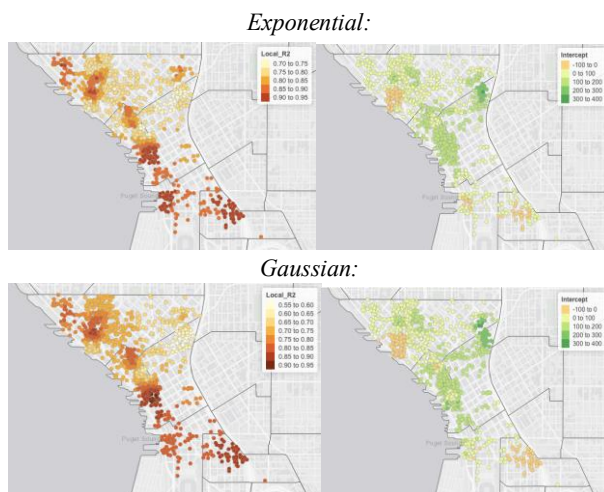 Exponential:
Local_R2
0.70 to 0.75
0.75 to 0.80
0.80 to 0.85
0.85 to 0.90
0.90 to 0.95
Intercept
-100 to 0
0 to 100
100 to 200
200 to 300
300 to 400
Puget Sound
Gaussian:
Local_R2
0.55 to 0.60
0.60 to 0.65
0.65 to 0.70
0.70 to 0.75
0.75 to 0.80
0.80 to 0.85
0.85 to 0.90
0.90 to 0.95
Intercept
-100 to 0
0 to 100
100 to 200
200 to 300
300 to 400
Puget Sound